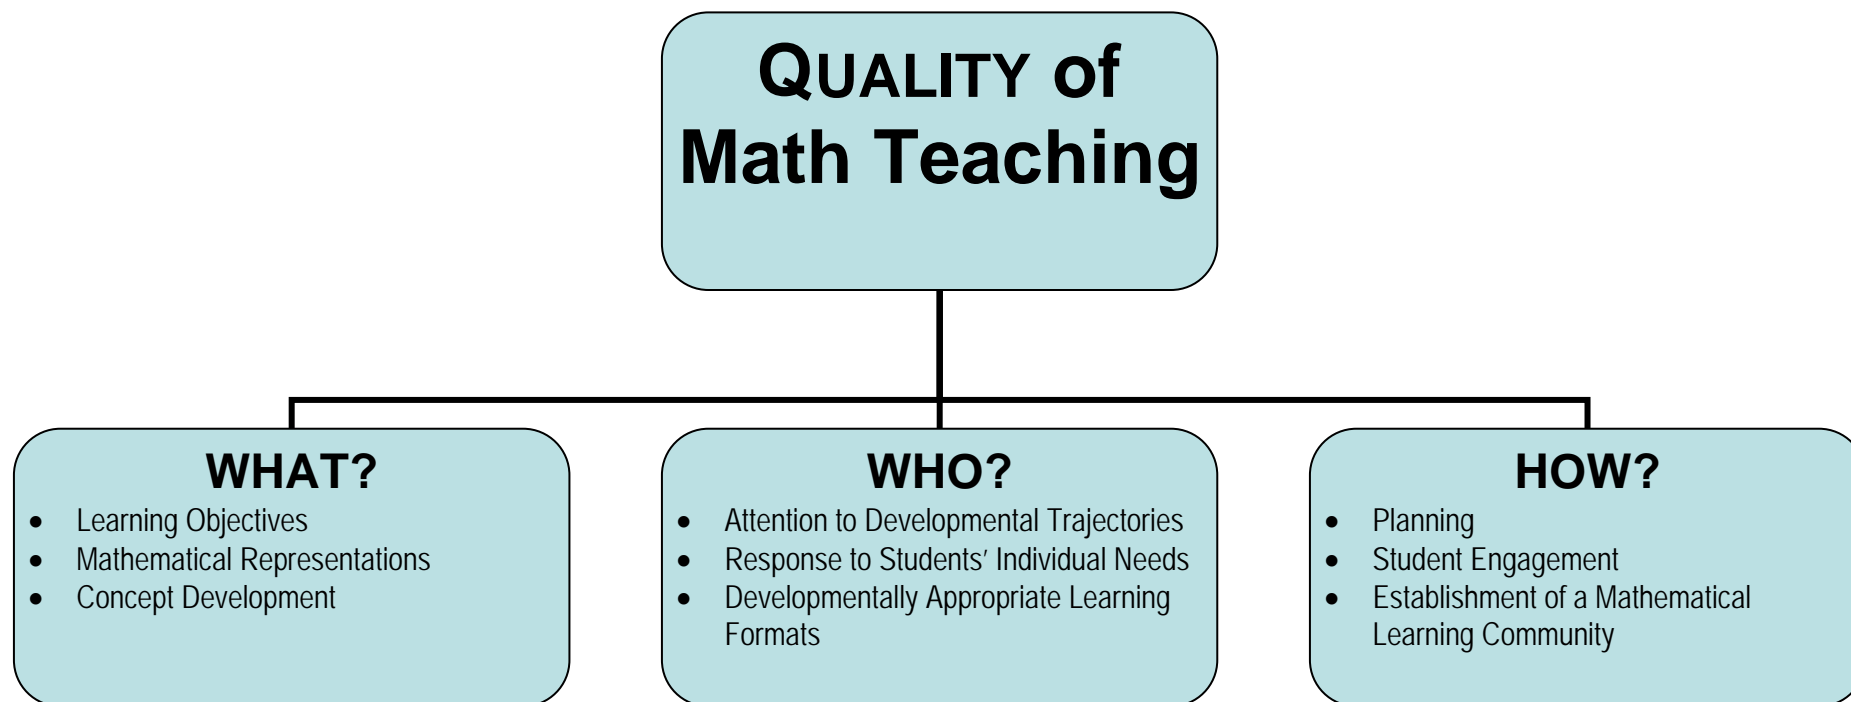 QUALITY of
Math Teaching
WHAT?
• Learning Objectives
• Mathematical Representations
• Concept Development
WHO?
• Attention to Developmental Trajectories
• Response to Students’ Individual Needs
• Developmentally Appropriate Learning
Formats
HOW?
• Planning
• Student Engagement
• Establishment of a Mathematical
Learning Community